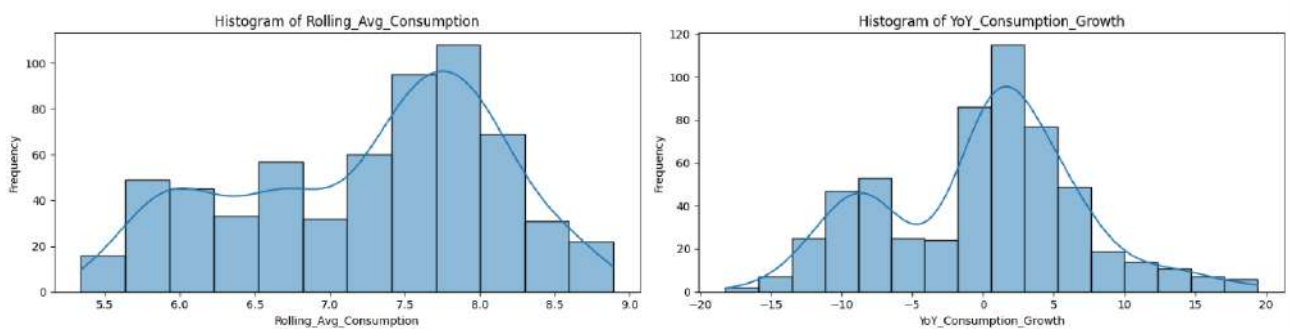 Histogram of Rolling_Avg_Consumption
100
80
60
40
20
0
Frequency
5.5 6.0 6.5 7.0 7.5 8.0 8.5 9.0
Rolling_Avg_Consumption
Histogram of YoY_Consumption_Growth
120
100
80
60
40
20
0
Frequency
−20 −15 −10 −5 0 5 10 15 20
YoY_Consumption_Growth